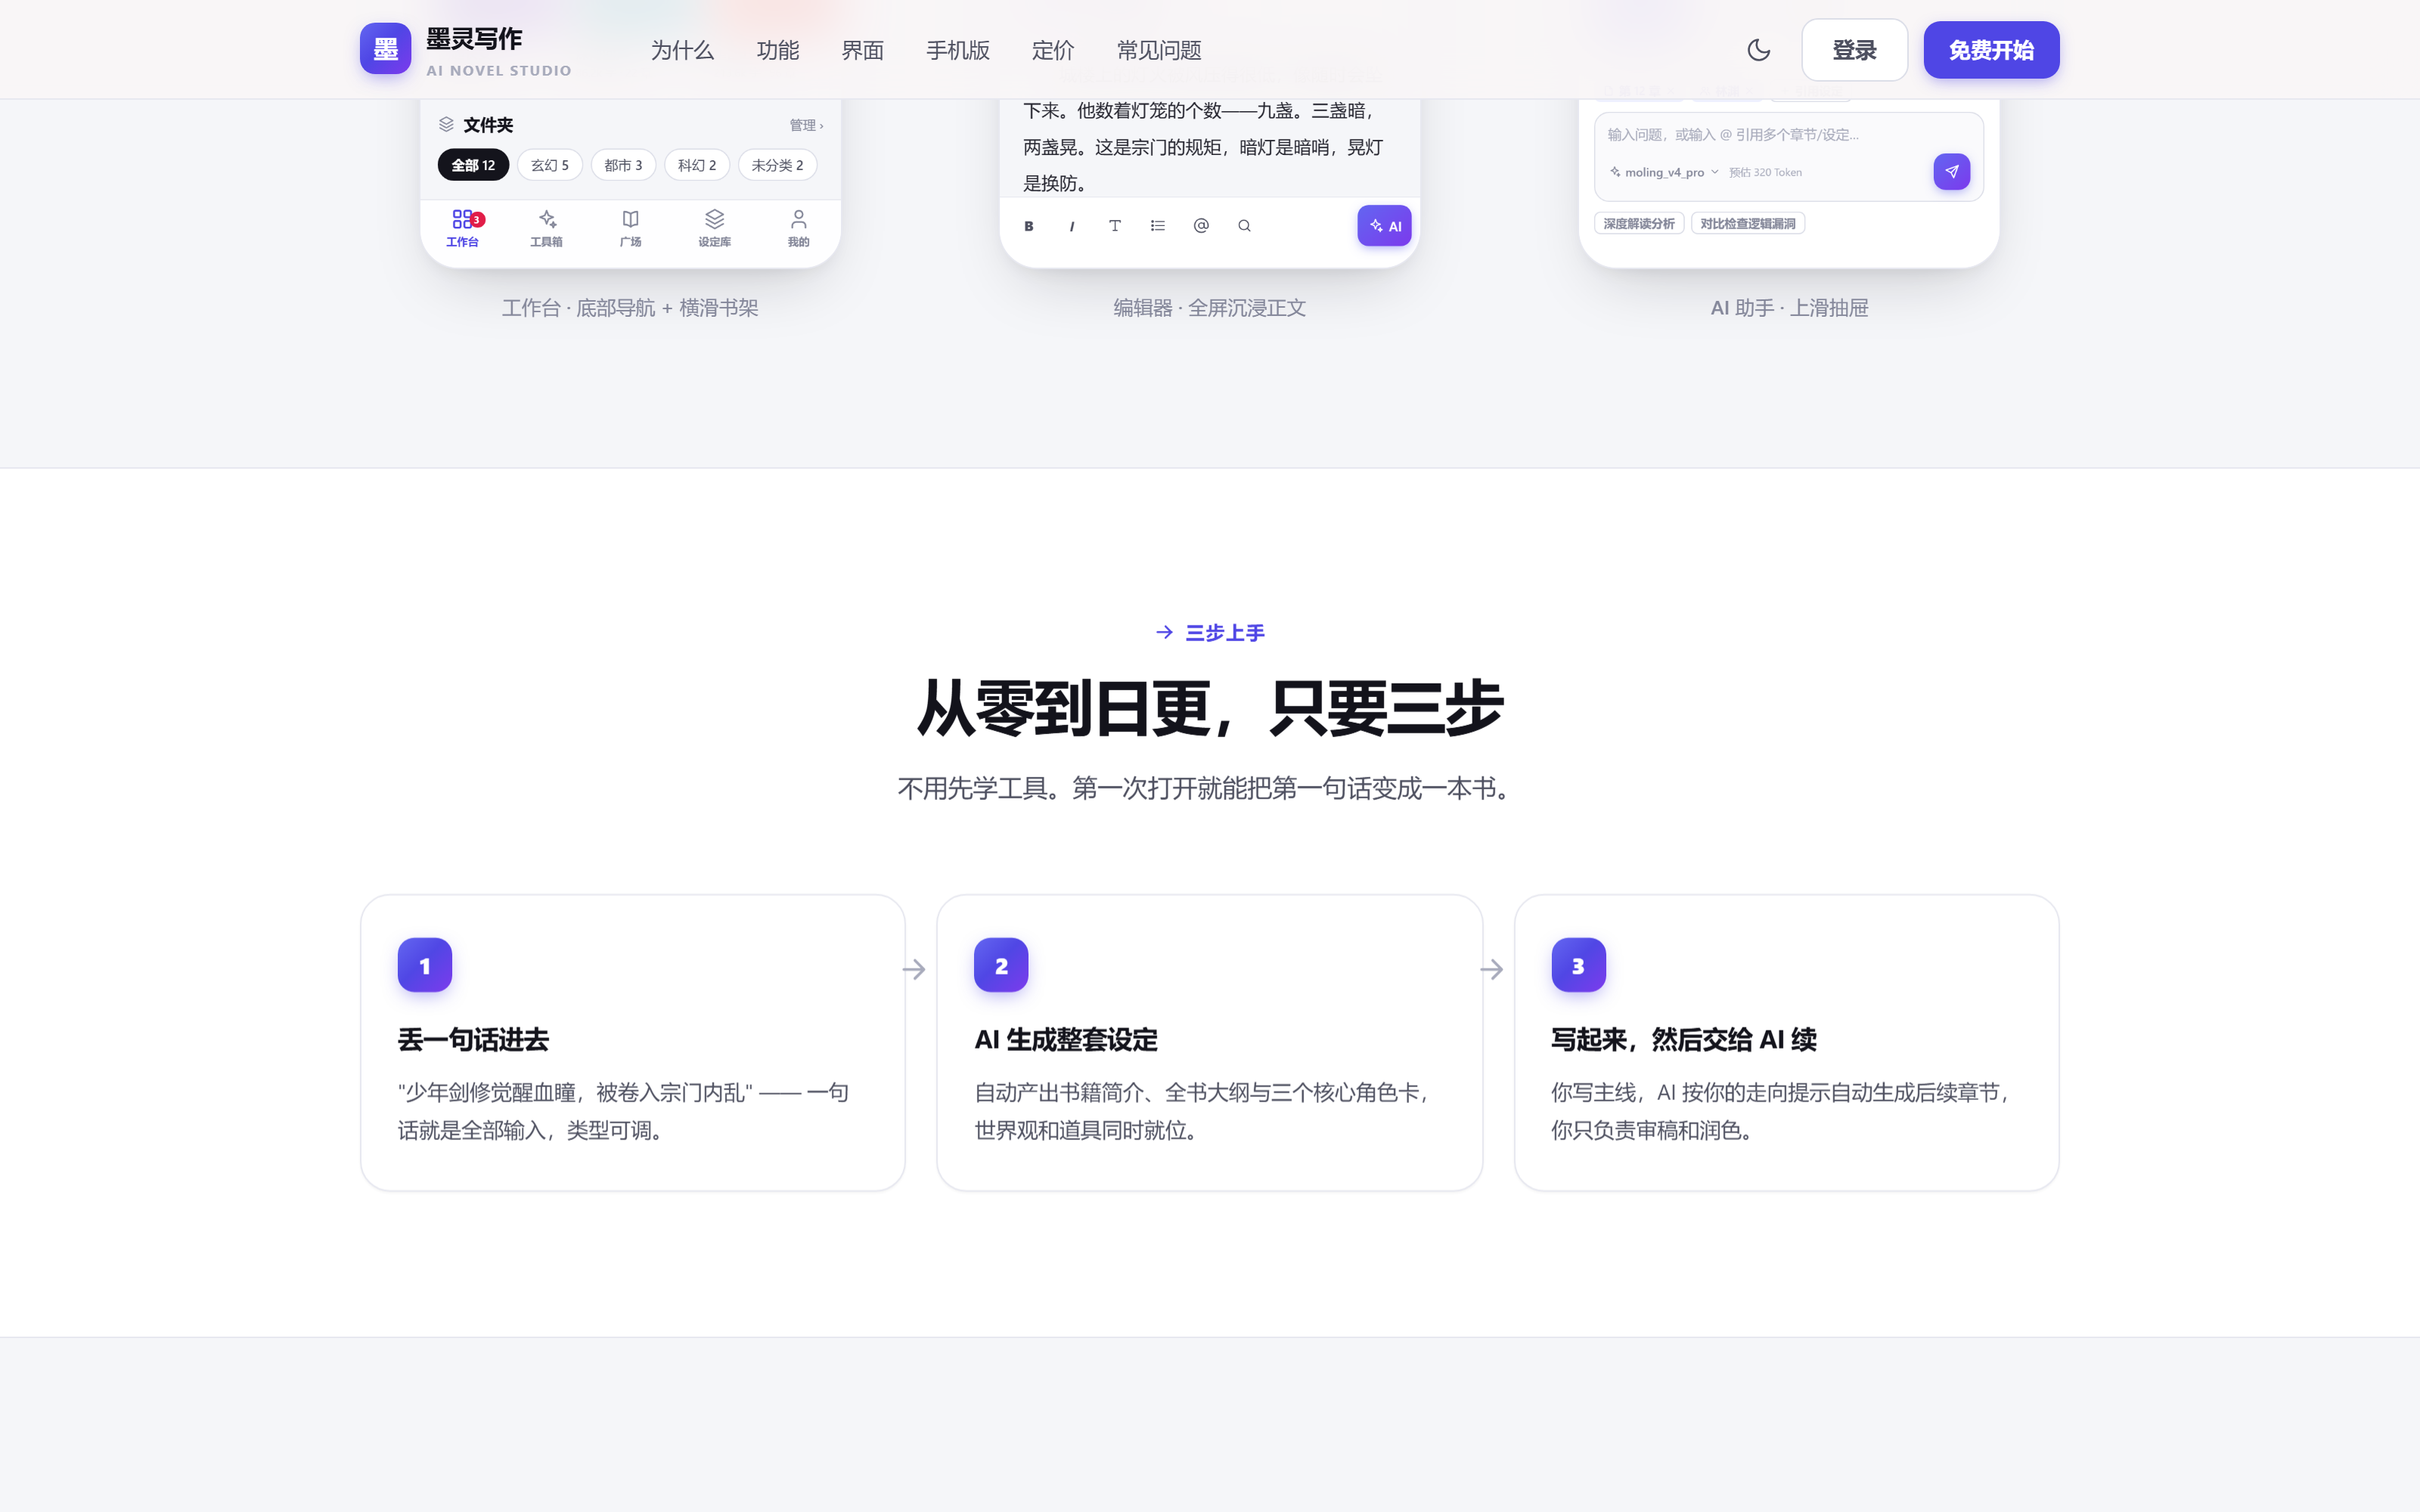 墨
墨灵写作
AI NOVEL STUDIO
为什么
功能
界面
手机版
定价
常见问题
登录
免费开始
文件夹
管理 ›
全部 12
玄幻 5
都市 3
科幻 2
未分类 2
3
工作台
工具箱
广场
设定库
我的
工作台 · 底部导航 + 横滑书架
下来。他数着灯笼的个数——九盏。三盏暗，
两盏晃。这是宗门的规矩，暗灯是暗哨，晃灯
是换防。
B
I
T
AI
编辑器 · 全屏沉浸正文
输入问题，或输入 @ 引用多个章节/设定...
moling_v4_pro
预估 320 Token
深度解读分析
对比检查逻辑漏洞
AI 助手 · 上滑抽屉
→ 三步上手
从零到日更，只要三步
不用先学工具。第一次打开就能把第一句话变成一本书。
1
丢一句话进去
"少年剑修觉醒血瞳，被卷入宗门内乱" —— 一句
话就是全部输入，类型可调。
→
2
AI 生成整套设定
自动产出书籍简介、全书大纲与三个核心角色卡，
世界观和道具同时就位。
→
3
写起来，然后交给 AI 续
你写主线，AI 按你的走向提示自动生成后续章节，
你只负责审稿和润色。